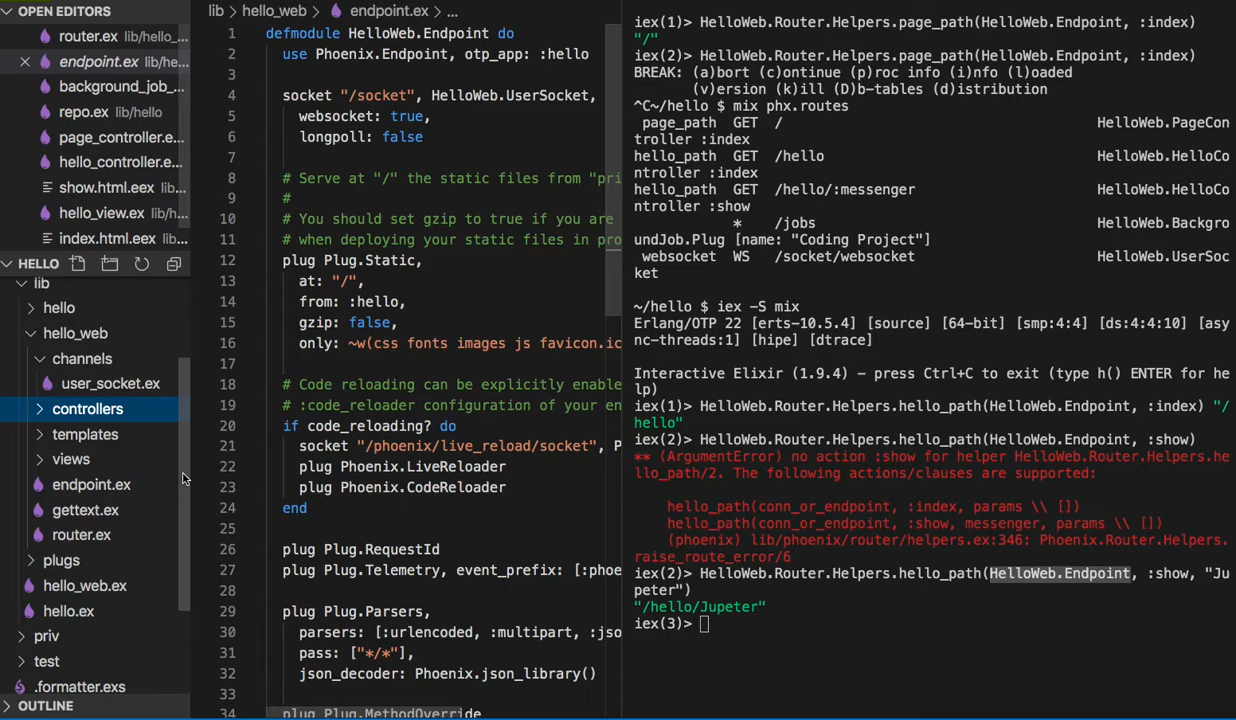 OPEN EDITORS
router.ex lib/hello_...
endpoint.ex lib/he...
background_job_...
repo.ex lib/hello
page_controller.e...
hello_controller.e...
show.html.eex lib...
hello_view.ex lib/h...
index.html.eex lib...
HELLO
lib
hello
hello_web
channels
user_socket.ex
controllers
templates
views
endpoint.ex
gettext.ex
router.ex
plugs
hello_web.ex
hello.ex
priv
test
.formatter.exs
OUTLINE
lib > hello_web > endpoint.ex > ...
1 defmodule HelloWeb.Endpoint do
2 use Phoenix.Endpoint, otp_app: :hello
3
4 socket "/socket", HelloWeb.UserSocket,
5 websocket: true,
6 longpoll: false
7
8 # Serve at "/" the static files from "pri
9 #
10 # You should set gzip to true if you are
11 # when deploying your static files in pro
12 plug Plug.Static,
13 at: "/",
14 from: :hello,
15 gzip: false,
16 only: ~w(css fonts images js favicon.ic
17
18 # Code reloading can be explicitly enable
19 # :code_reloader configuration of your en
20 if code_reloading? do
21 socket "/phoenix/live_reload/socket", P
22 plug Phoenix.LiveReloader
23 plug Phoenix.CodeReloader
24 end
25
26 plug Plug.RequestId
27 plug Plug.Telemetry, event_prefix: [:phoe
28
29 plug Plug.Parsers,
30 parsers: [:urlencoded, :multipart, :jso
31 pass: ["*/*"],
32 json_decoder: Phoenix.json_library()
33
34 plug Plug.MethodOverride
iex(1)> HelloWeb.Router.Helpers.page_path(HelloWeb.Endpoint, :index)
"/"
iex(2)> HelloWeb.Router.Helpers.page_path(HelloWeb.Endpoint, :index)
BREAK: (a)bort (c)ontinue (p)roc info (i)nfo (l)oaded
(v)ersion (k)ill (D)b-tables (d)istribution
^C~/hello $ mix phx.routes
page_path GET / HelloWeb.PageCon
troller :index
hello_path GET /hello HelloWeb.HelloCo
ntroller :index
hello_path GET /hello/:messenger HelloWeb.HelloCo
ntroller :show
* /jobs HelloWeb.Backgro
undJob.Plug [name: "Coding Project"]
websocket WS /socket/websocket HelloWeb.UserSoc
ket
~/hello $ iex -S mix
Erlang/OTP 22 [erts-10.5.4] [source] [64-bit] [smp:4:4] [ds:4:4:10] [asy
nc-threads:1] [hipe] [dtrace]
Interactive Elixir (1.9.4) - press Ctrl+C to exit (type h() ENTER for he
lp)
iex(1)> HelloWeb.Router.Helpers.hello_path(HelloWeb.Endpoint, :index) "/
hello"
iex(2)> HelloWeb.Router.Helpers.hello_path(HelloWeb.Endpoint, :show)
** (ArgumentError) no action :show for helper HelloWeb.Router.Helpers.he
llo_path/2. The following actions/clauses are supported:
hello_path(conn_or_endpoint, :index, params \\ [])
hello_path(conn_or_endpoint, :show, messenger, params \\ [])
(phoenix) lib/phoenix/router/helpers.ex:346: Phoenix.Router.Helpers.
raise_route_error/6
iex(2)> HelloWeb.Router.Helpers.hello_path(HelloWeb.Endpoint, :show, "Ju
peter")
"/hello/Jupeter"
iex(3)>